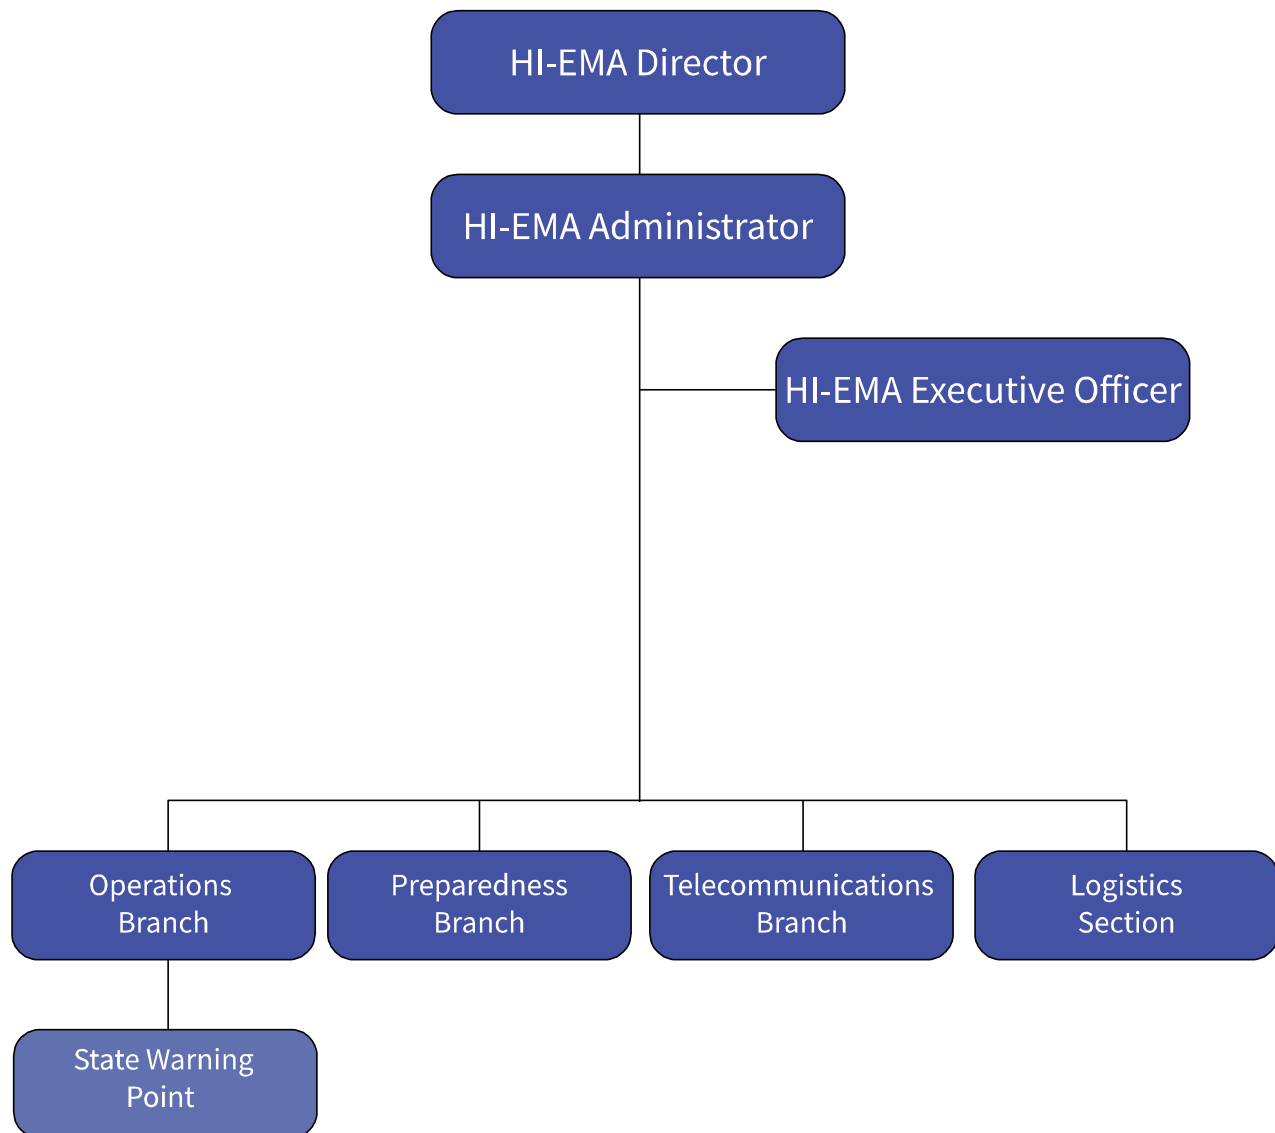 HI-EMA Director
HI-EMA Administrator
HI-EMA Executive Officer
Operations
Branch
Preparedness
Branch
Telecommunications
Branch
Logistics
Section
State Warning
Point